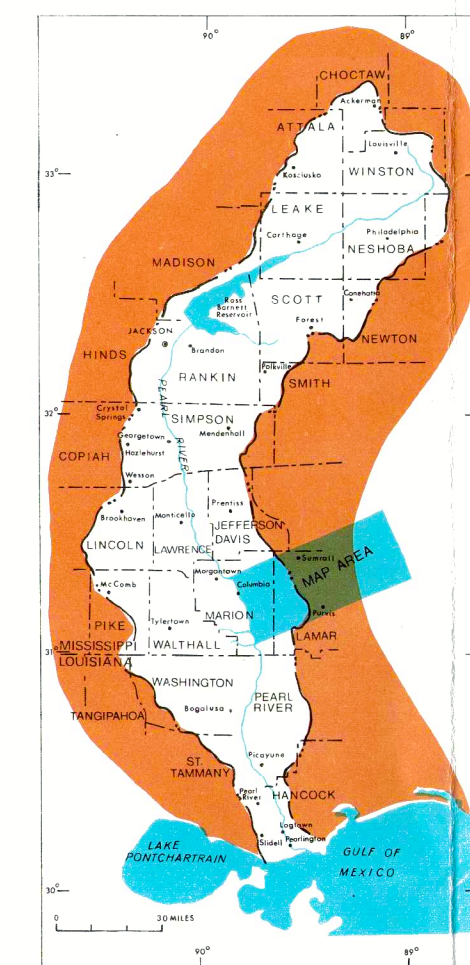 90°
89°
CHOCTAW
Ackerman
ATTALA
Louisville
33°
Kosciusko
WINSTON
LEAKE
Carthage
Philadelphia
NESHOBA
MADISON
Ross
Barnett
Reservoir
SCOTT
Conehatta
Forest
JACKSON
NEWTON
HINDS
Brandon
Polkville
RANKIN
SMITH
PEARL RIVER
32°
Crystal
Springs
SIMPSON
Mendenhall
Georgetown
Hazlehurst
COPIAH
Wesson
Prentiss
Brookhaven
Monticello
JEFFERSON
DAVIS
LINCOLN
LAWRENCE
Sumrall
MAP AREA
Morgantown
McComb
Columbia
Purvis
MARION
PIKE
Tylertown
LAMAR
MISSISSIPPI
WALTHALL
31°
LOUISIANA
WASHINGTON
PEARL
RIVER
Bogalusa
TANGIPAHOA
Picayune
ST.
TAMMANY
Pearl
River
HANCOCK
Logtown
Slidell
Pearlington
LAKE
PONTCHARTRAIN
GULF OF
MEXICO
30°
0
30 MILES
90°
89°